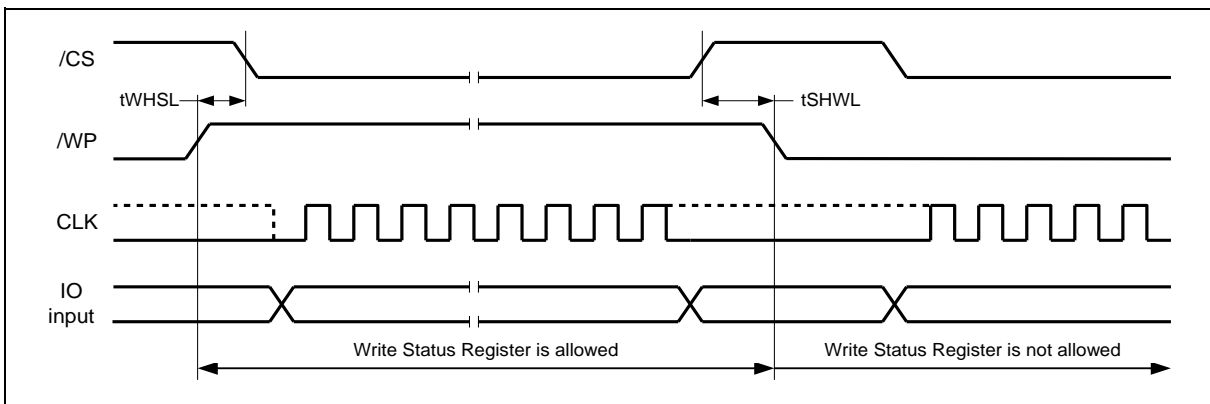 /CS
tWHSL
tSHWL
/WP
CLK
IO
input
Write Status Register is allowed
Write Status Register is not allowed